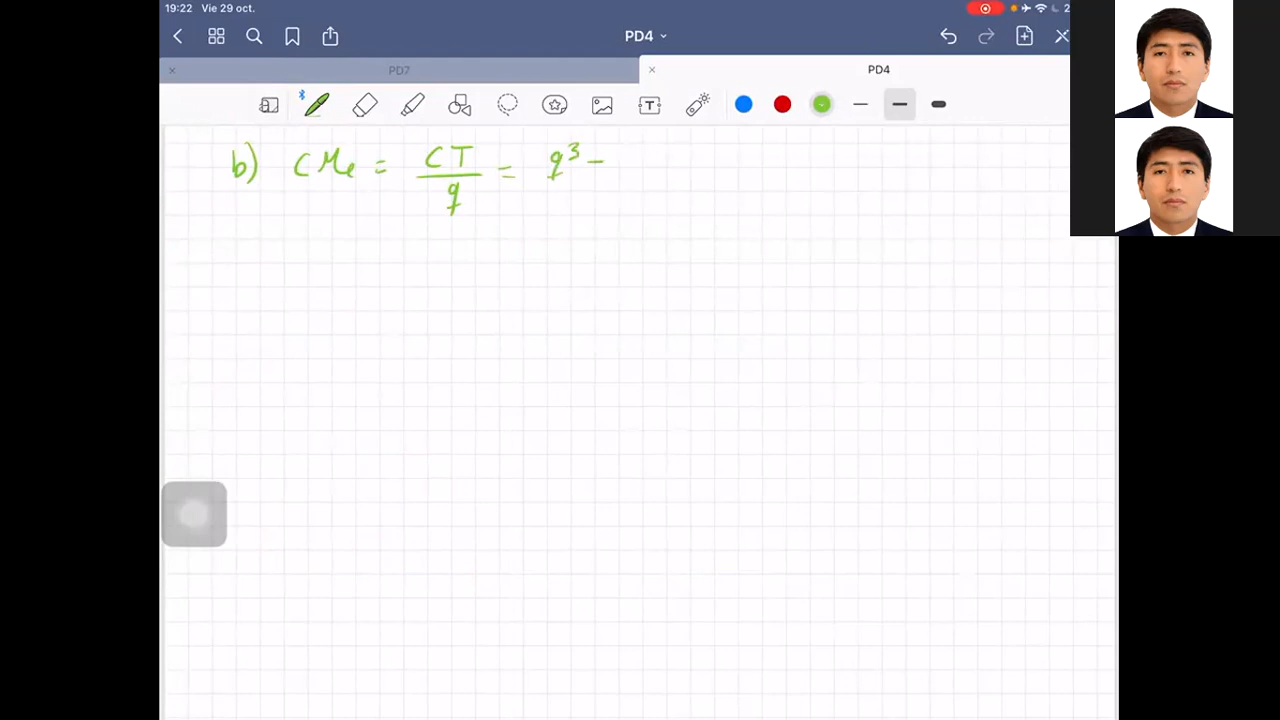 19:22 Vie 29 oct.
PD4
PD7
PD4
T
b) CMe = CT/q = q³ −